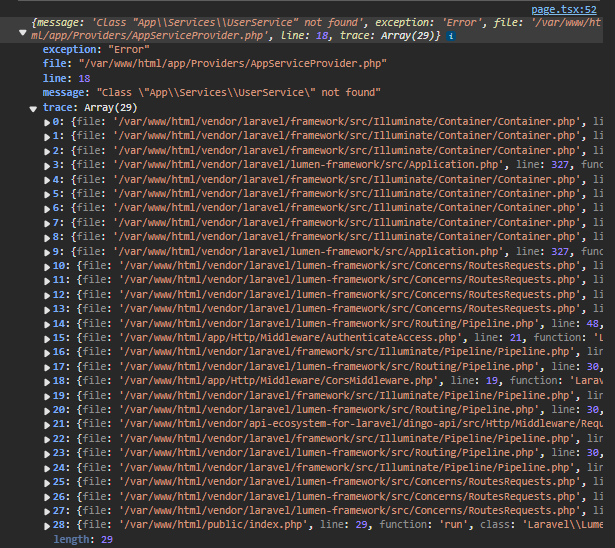 page.tsx:52
{message: 'Class "App\\Services\\UserService" not found', exception: 'Error', file: '/var/www/ht
ml/app/Providers/AppServiceProvider.php', line: 18, trace: Array(29)} i
exception: "Error"
file: "/var/www/html/app/Providers/AppServiceProvider.php"
line: 18
message: "Class \"App\\Services\\UserService\" not found"
trace: Array(29)
0: {file: '/var/www/html/vendor/laravel/framework/src/Illuminate/Container/Container.php', li
1: {file: '/var/www/html/vendor/laravel/framework/src/Illuminate/Container/Container.php', li
2: {file: '/var/www/html/vendor/laravel/framework/src/Illuminate/Container/Container.php', li
3: {file: '/var/www/html/vendor/laravel/lumen-framework/src/Application.php', line: 327, func
4: {file: '/var/www/html/vendor/laravel/framework/src/Illuminate/Container/Container.php', li
5: {file: '/var/www/html/vendor/laravel/framework/src/Illuminate/Container/Container.php', li
6: {file: '/var/www/html/vendor/laravel/framework/src/Illuminate/Container/Container.php', li
7: {file: '/var/www/html/vendor/laravel/framework/src/Illuminate/Container/Container.php', li
8: {file: '/var/www/html/vendor/laravel/framework/src/Illuminate/Container/Container.php', li
9: {file: '/var/www/html/vendor/laravel/lumen-framework/src/Application.php', line: 327, func
10: {file: '/var/www/html/vendor/laravel/lumen-framework/src/Concerns/RoutesRequests.php', li
11: {file: '/var/www/html/vendor/laravel/lumen-framework/src/Concerns/RoutesRequests.php', li
12: {file: '/var/www/html/vendor/laravel/lumen-framework/src/Concerns/RoutesRequests.php', li
13: {file: '/var/www/html/vendor/laravel/lumen-framework/src/Concerns/RoutesRequests.php', li
14: {file: '/var/www/html/vendor/laravel/lumen-framework/src/Routing/Pipeline.php', line: 48,
15: {file: '/var/www/html/app/Http/Middleware/AuthenticateAccess.php', line: 21, function: 'L
16: {file: '/var/www/html/vendor/laravel/framework/src/Illuminate/Pipeline/Pipeline.php', lin
17: {file: '/var/www/html/vendor/laravel/lumen-framework/src/Routing/Pipeline.php', line: 30,
18: {file: '/var/www/html/app/Http/Middleware/CorsMiddleware.php', line: 19, function: 'Larav
19: {file: '/var/www/html/vendor/laravel/framework/src/Illuminate/Pipeline/Pipeline.php', lin
20: {file: '/var/www/html/vendor/laravel/lumen-framework/src/Routing/Pipeline.php', line: 30,
21: {file: '/var/www/html/vendor/api-ecosystem-for-laravel/dingo-api/src/Http/Middleware/Requ
22: {file: '/var/www/html/vendor/laravel/framework/src/Illuminate/Pipeline/Pipeline.php', lin
23: {file: '/var/www/html/vendor/laravel/lumen-framework/src/Routing/Pipeline.php', line: 30,
24: {file: '/var/www/html/vendor/laravel/framework/src/Illuminate/Pipeline/Pipeline.php', lin
25: {file: '/var/www/html/vendor/laravel/lumen-framework/src/Concerns/RoutesRequests.php', li
26: {file: '/var/www/html/vendor/laravel/lumen-framework/src/Concerns/RoutesRequests.php', li
27: {file: '/var/www/html/vendor/laravel/lumen-framework/src/Concerns/RoutesRequests.php', li
28: {file: '/var/www/html/public/index.php', line: 29, function: 'run', class: 'Laravel\\Lume
length: 29